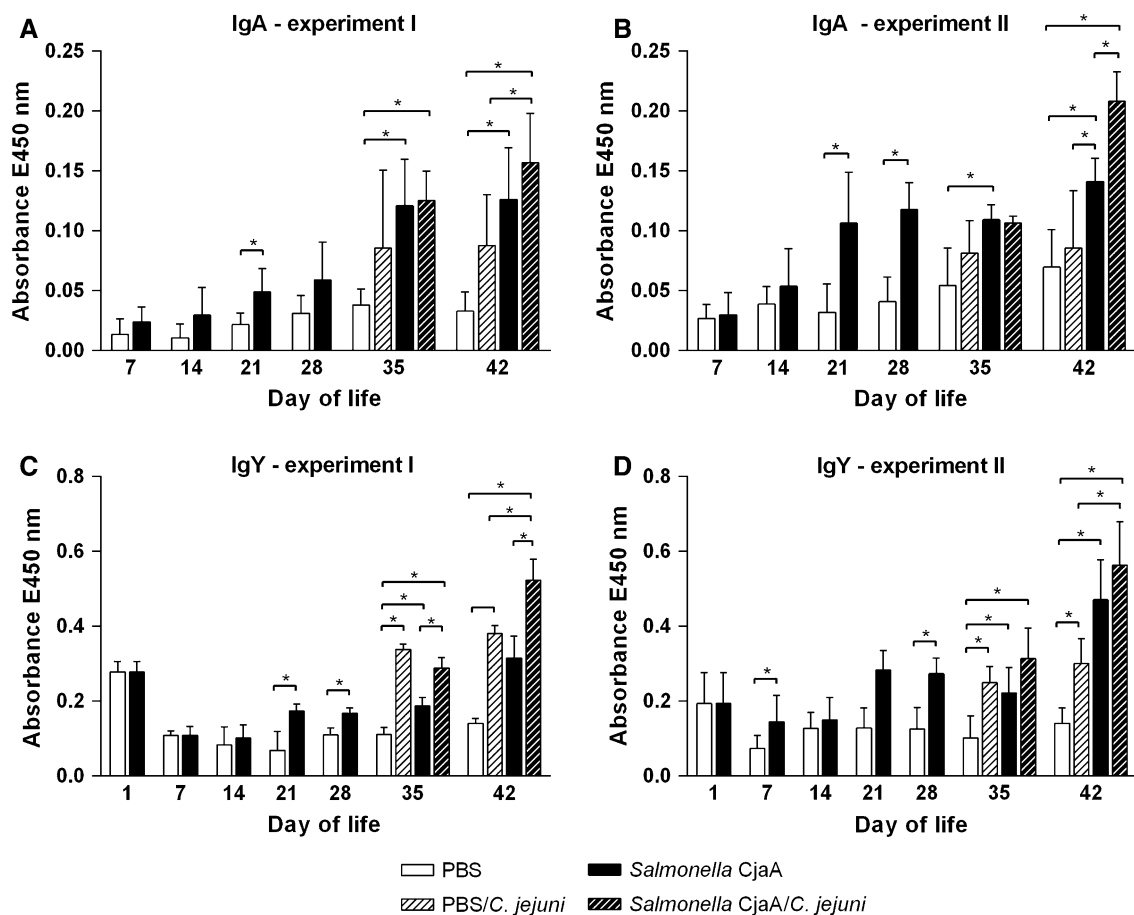 A
IgA - experiment I
Absorbance E450 nm
0.25
0.20
0.15
0.10
0.05
0.00
* * * * * *
7 14 21 28 35 42
Day of life
B
IgA - experiment II
Absorbance E450 nm
0.25
0.20
0.15
0.10
0.05
0.00
* * * * * * *
7 14 21 28 35 42
Day of life
C
IgY - experiment I
Absorbance E450 nm
0.8
0.6
0.4
0.2
0.0
* * * * * * * * *
1 7 14 21 28 35 42
Day of life
D
IgY - experiment II
Absorbance E450 nm
0.8
0.6
0.4
0.2
0.0
* * * * * * * * *
1 7 14 21 28 35 42
Day of life
PBS
Salmonella CjaA
PBS/C. jejuni
Salmonella CjaA/C. jejuni